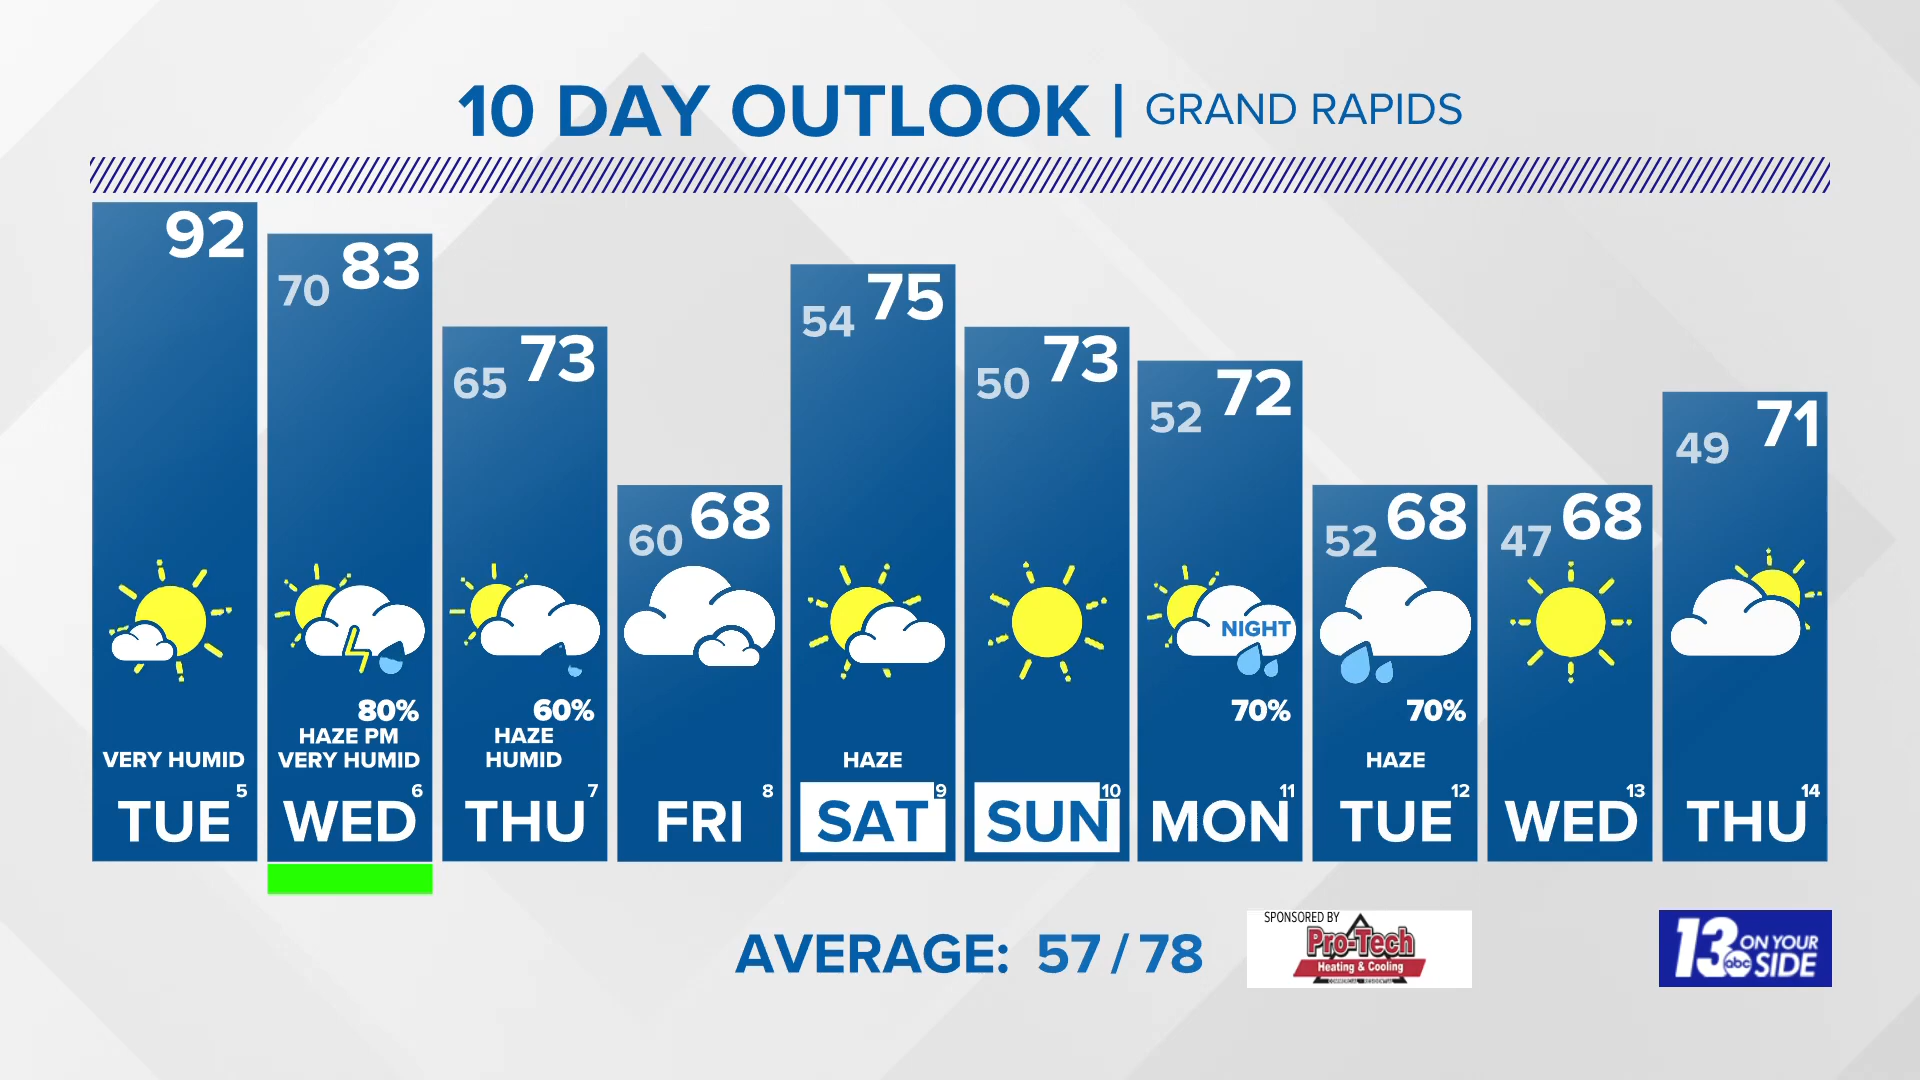 10 DAY OUTLOOK | GRAND RAPIDS
92
70 83
65 73
60 68
54 75
50 73
52 72
52 68
47 68
49 71
NIGHT
80%
60%
70%
70%
VERY HUMID
HAZE PM
VERY HUMID
HAZE
HUMID
HAZE
HAZE
TUE 5
WED 6
THU 7
FRI 8
SAT 9
SUN 10
MON 11
TUE 12
WED 13
THU 14
AVERAGE: 57 / 78
SPONSORED BY
Pro-Tech
Heating & Cooling
COMMERCIAL - RESIDENTIAL
13 ON YOUR
abc SIDE